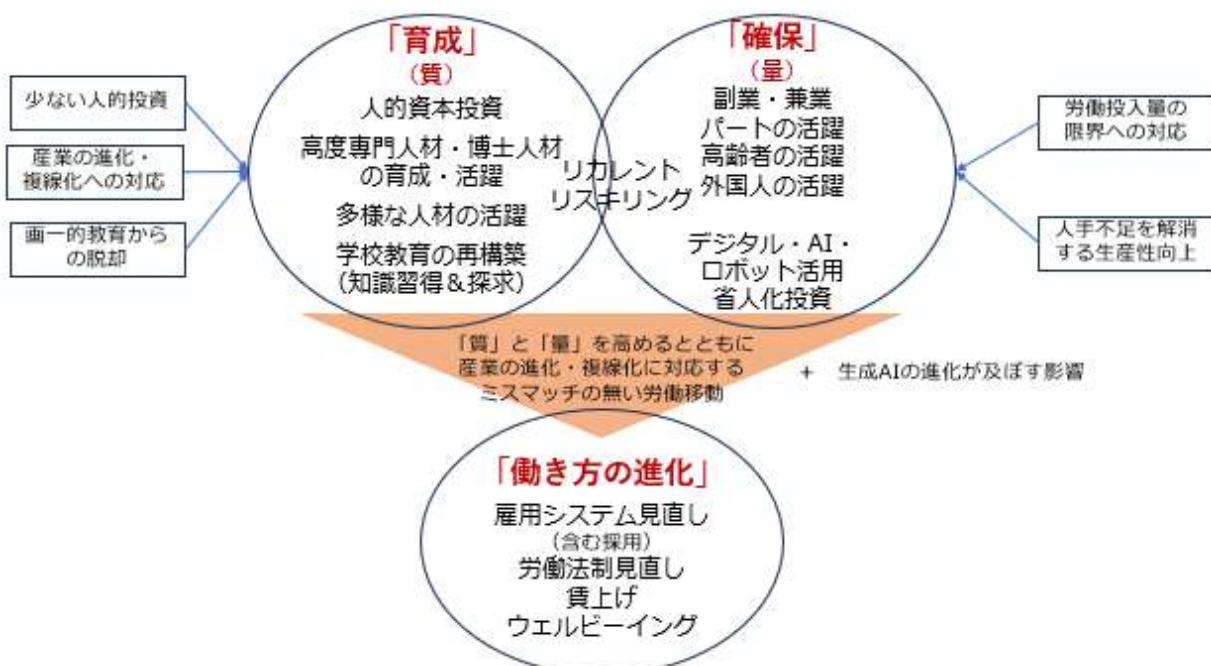 「育成」
（質）
人的資本投資
高度専門人材・博士人材
の育成・活躍
多様な人材の活躍
学校教育の再構築
（知識習得＆探求）
「確保」
（量）
副業・兼業
パートの活躍
高齢者の活躍
外国人の活躍
デジタル・AI・
ロボット活用
省人化投資
リカレント
リスキリング
少ない人的投資
産業の進化・
複線化への対応
画一的教育から
の脱却
労働投入量の
限界への対応
人手不足を解消
する生産性向上
「質」と「量」を高めるとともに
産業の進化・複線化に対応する
ミスマッチの無い労働移動
+ 生成AIの進化が及ぼす影響
「働き方の進化」
雇用システム見直し
（含む採用）
労働法制見直し
賃上げ
ウェルビーイング